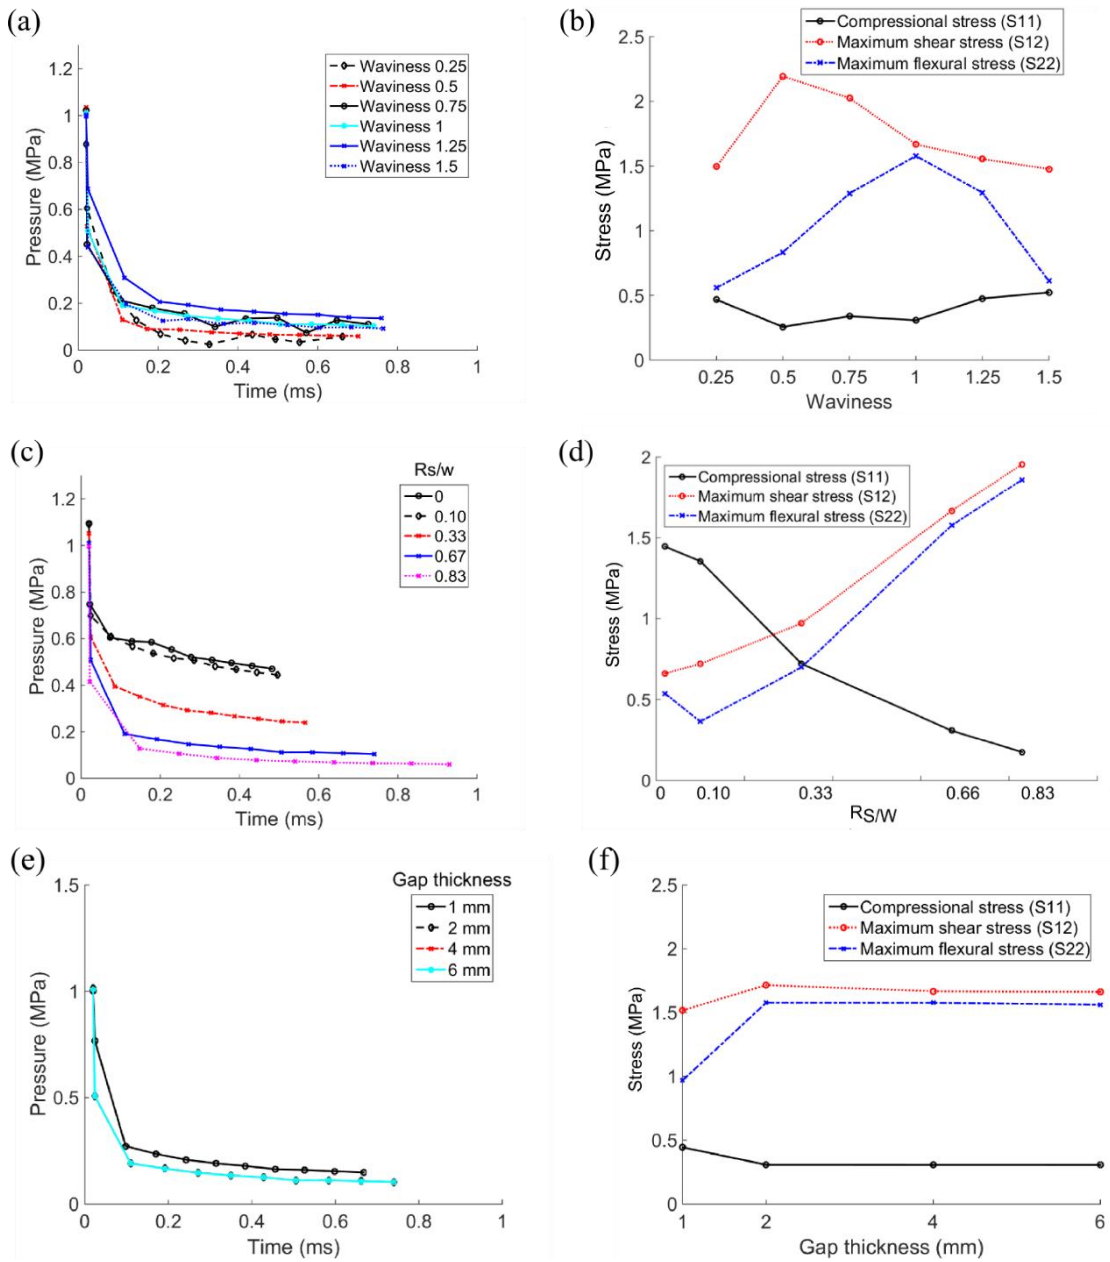 (a)
1.2
1
0.8
0.6
0.4
0.2
0
Pressure (MPa)
0 0.2 0.4 0.6 0.8 1
Time (ms)
Waviness 0.25
Waviness 0.5
Waviness 0.75
Waviness 1
Waviness 1.25
Waviness 1.5
(b)
Compressional stress (S11)
Maximum shear stress (S12)
Maximum flexural stress (S22)
2.5
2
1.5
1
0.5
0
Stress (MPa)
0.25 0.5 0.75 1 1.25 1.5
Waviness
(c)
1.2
1
0.8
0.6
0.4
0.2
0
Pressure (MPa)
0 0.2 0.4 0.6 0.8 1
Time (ms)
Rs/w
0
0.10
0.33
0.67
0.83
(d)
2
1.5
1
0.5
0
Stress (MPa)
Compressional stress (S11)
Maximum shear stress (S12)
Maximum flexural stress (S22)
0 0.10 0.33 0.66 0.83
RS/W
(e)
1.5
1
0.5
0
Pressure (MPa)
0 0.2 0.4 0.6 0.8 1
Time (ms)
Gap thickness
1 mm
2 mm
4 mm
6 mm
(f)
2.5
2
1.5
1
0.5
0
Stress (MPa)
Compressional stress (S11)
Maximum shear stress (S12)
Maximum flexural stress (S22)
1 2 4 6
Gap thickness (mm)